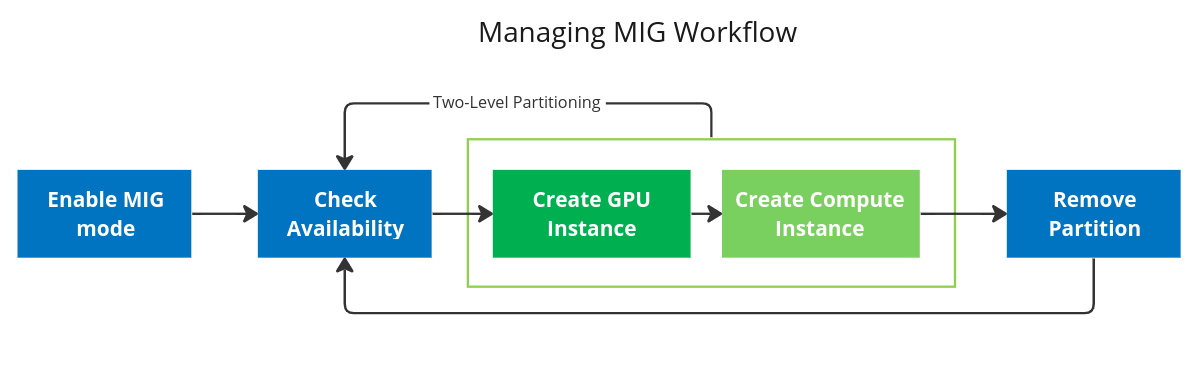 Managing MIG Workflow
Two-Level Partitioning
Enable MIG
mode
Check
Availability
Create GPU
Instance
Create Compute
Instance
Remove
Partition